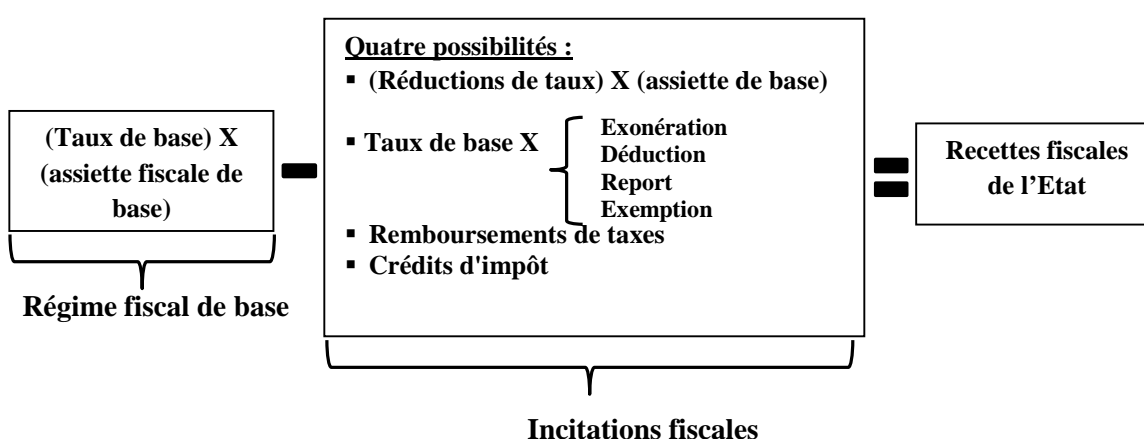 (Taux de base) X
(assiette fiscale de
base)
Régime fiscal de base
Quatre possibilités :
▪ (Réductions de taux) X (assiette de base)
▪ Taux de base X
Exonération
Déduction
Report
Exemption
▪ Remboursements de taxes
▪ Crédits d'impôt
Incitations fiscales
Recettes fiscales
de l’Etat